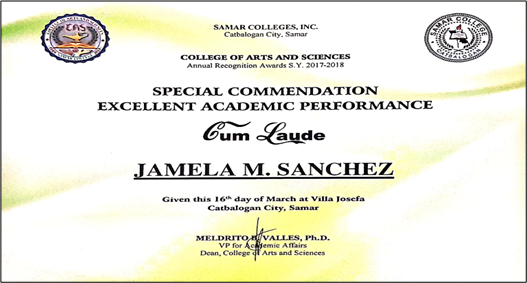 SAMAR COLLEGES, INC.
Catbalogan City, Samar
COLLEGE OF ARTS AND SCIENCES
Annual Recognition Awards S.Y. 2017-2018
SPECIAL COMMENDATION
EXCELLENT ACADEMIC PERFORMANCE
Cum Laude
JAMELA M. SANCHEZ
Given this 16th day of March at Villa Josefa
Catbalogan City, Samar
MELDRITO B. VALLES, Ph.D.
VP for Academic Affairs
Dean, College of Arts and Sciences
CAS
SAMAR COLLEGE
CATBALOGAN